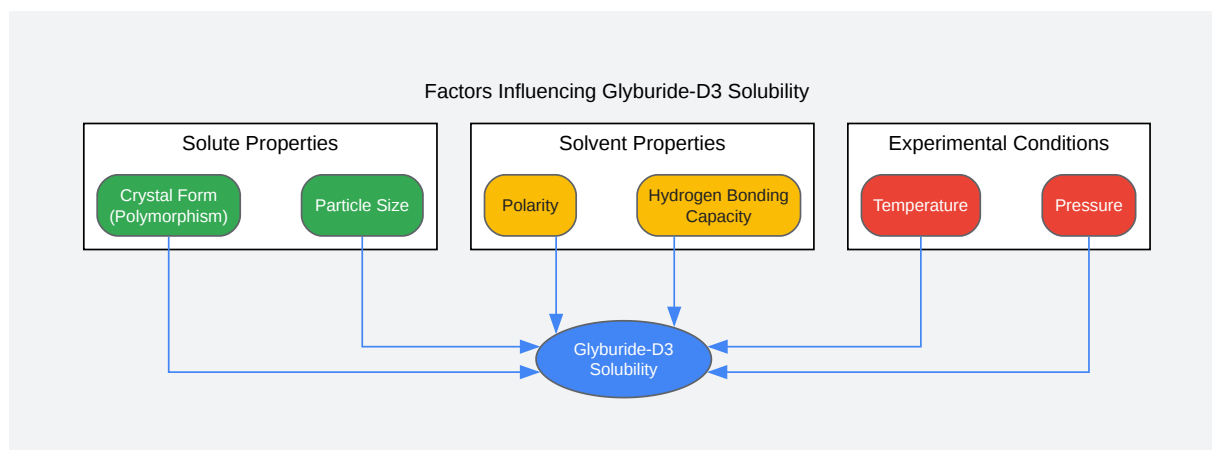 Factors Influencing Glyburide-D3 Solubility
Solute Properties
Crystal Form
(Polymorphism)
Particle Size
Solvent Properties
Polarity
Hydrogen Bonding
Capacity
Experimental Conditions
Temperature
Pressure
Glyburide-D3
Solubility